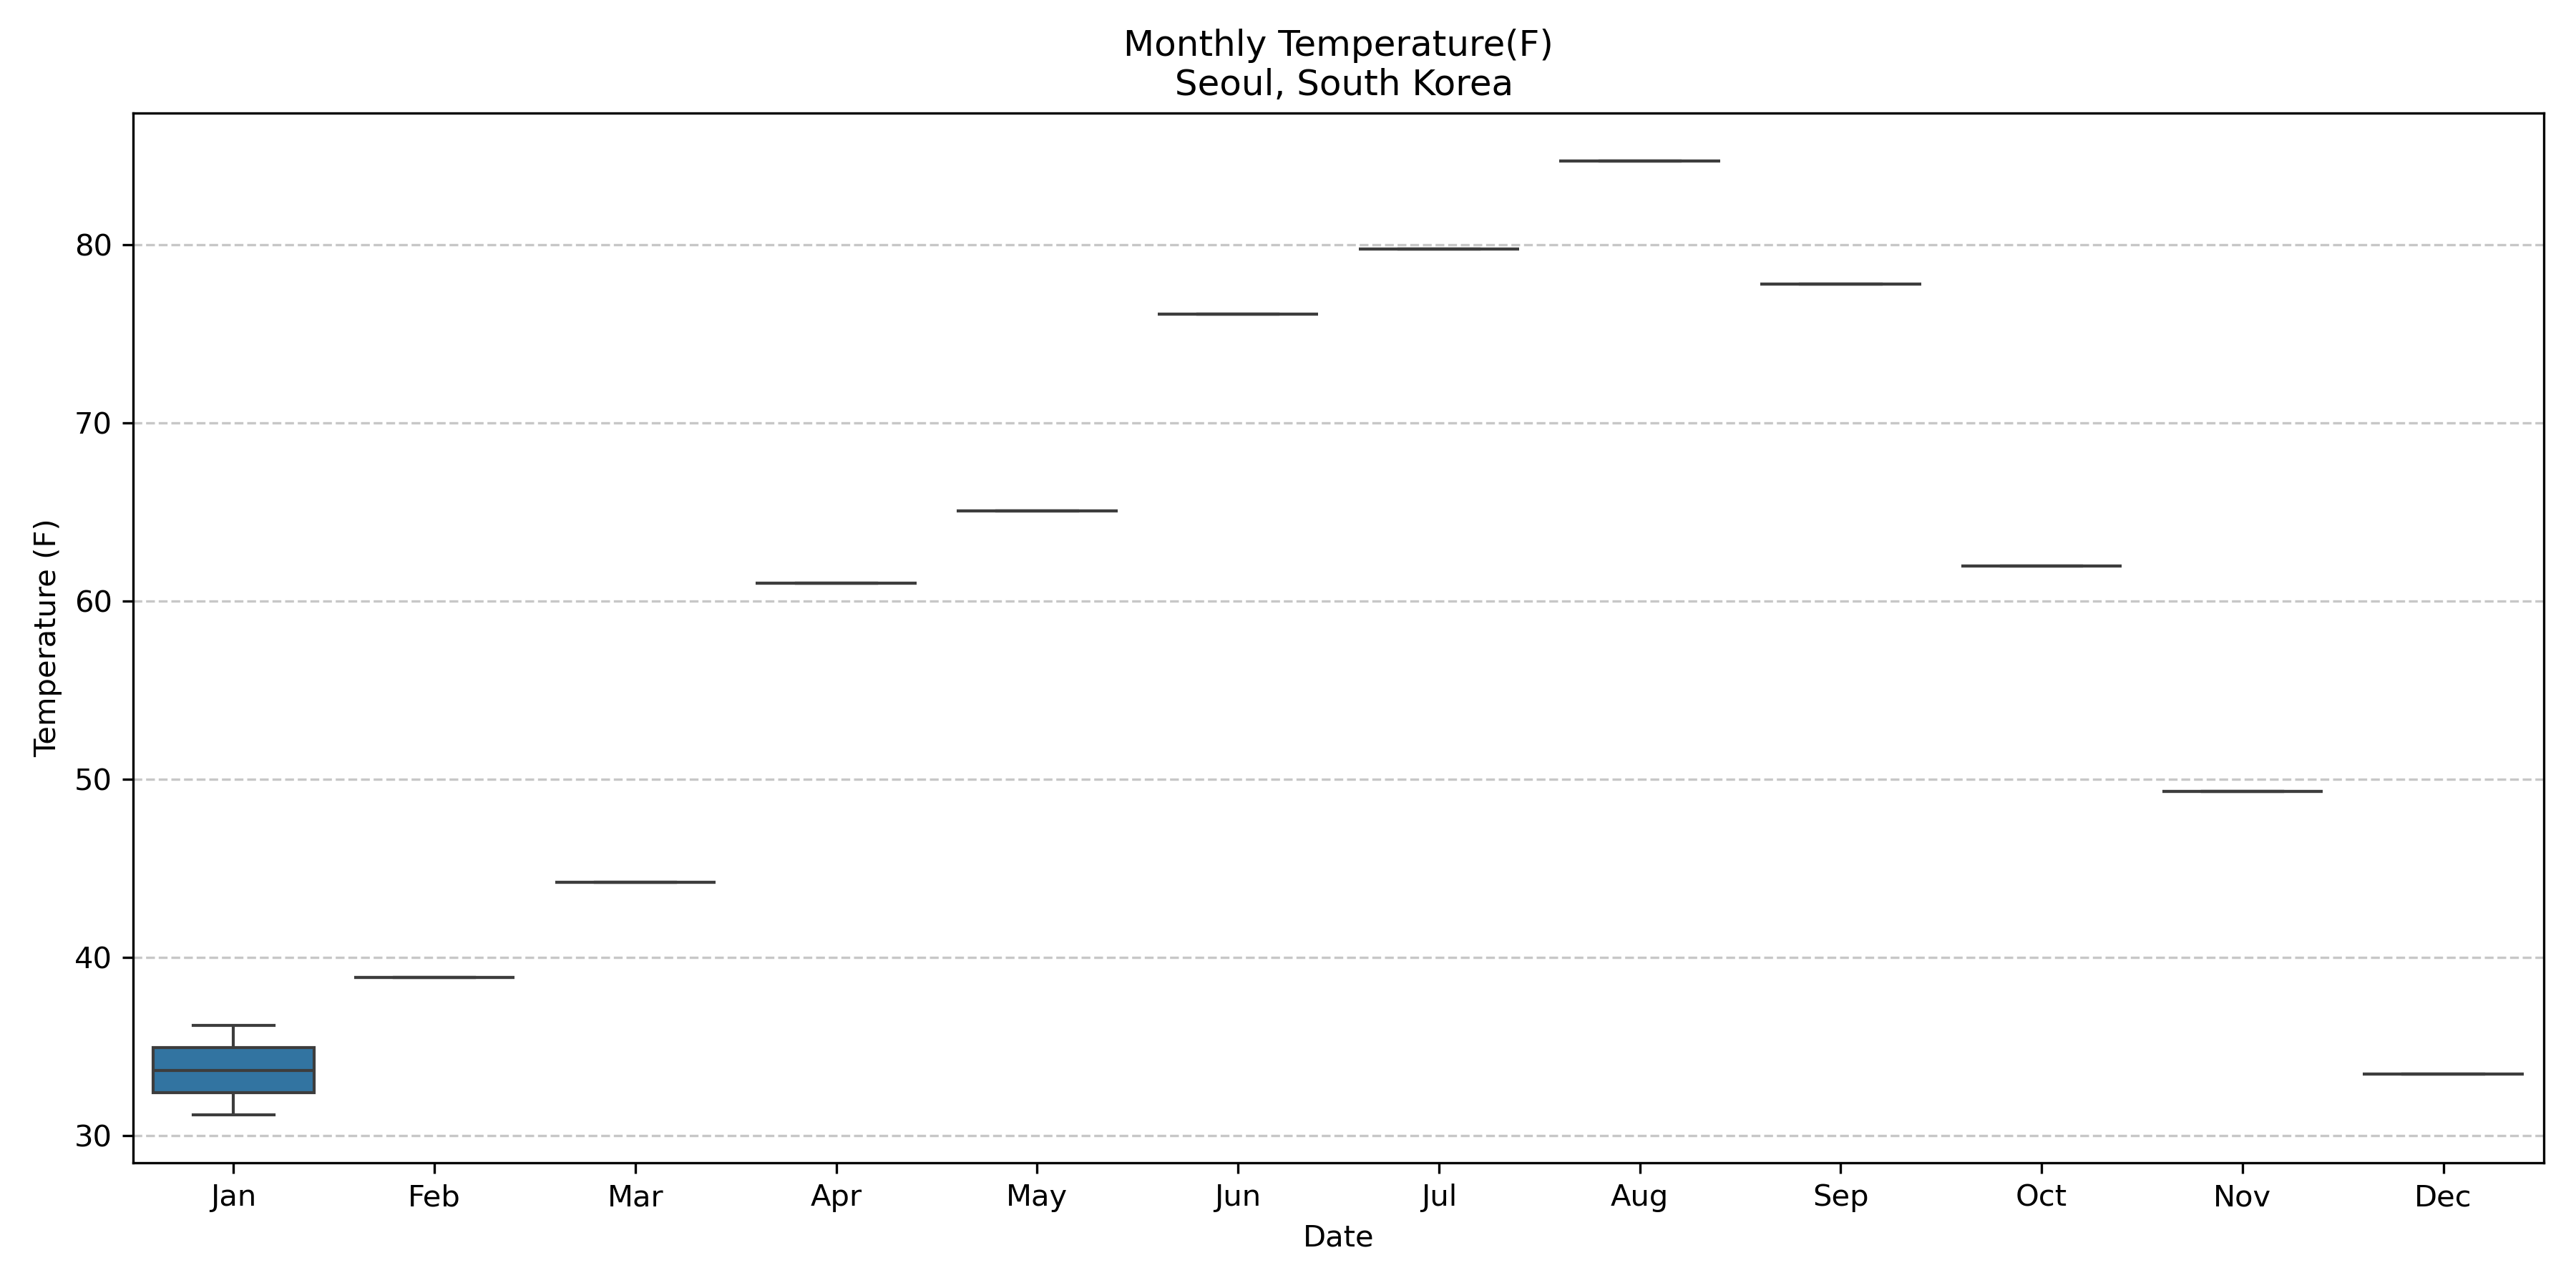 Monthly Temperature(F)
Seoul, South Korea
Temperature (F)
80
70
60
50
40
30
Jan Feb Mar Apr May Jun Jul Aug Sep Oct Nov Dec
Date